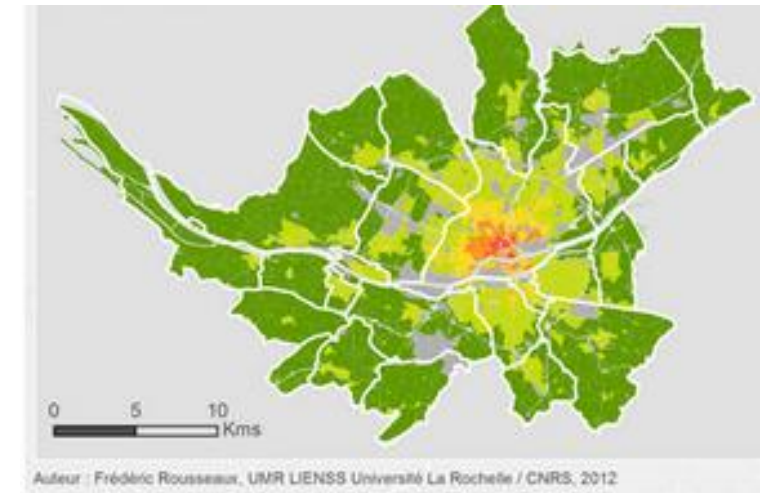 0 5 10
Kms
Auteur : Frédéric Rousseaux, UMR LIENSS Université La Rochelle / CNRS, 2012